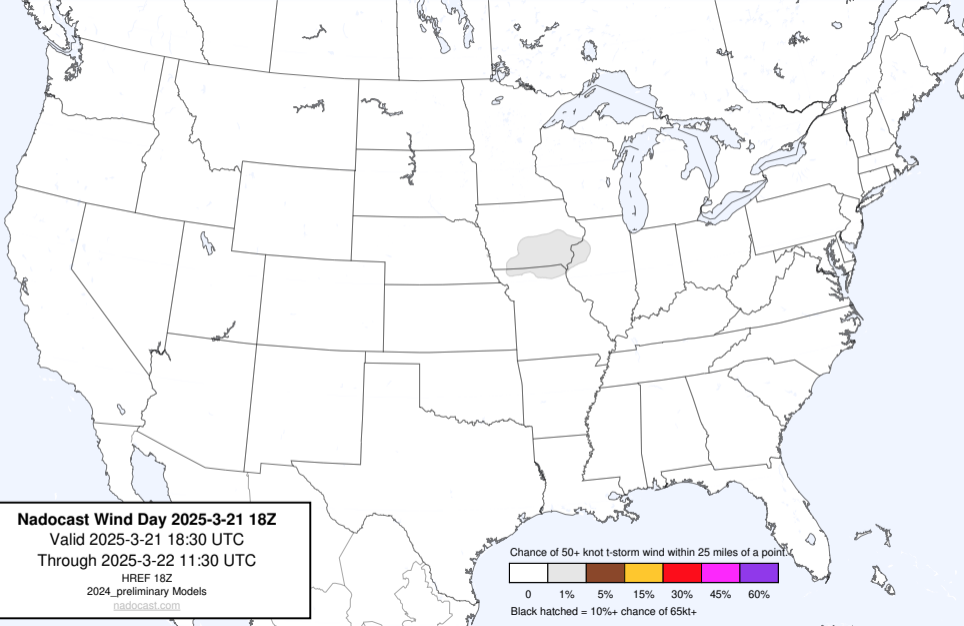 Nadocast Wind Day 2025-3-21 18Z
Valid 2025-3-21 18:30 UTC
Through 2025-3-22 11:30 UTC
HREF 18Z
2024_preliminary Models
nadocast.com
Chance of 50+ knot t-storm wind within 25 miles of a point.
0 1% 5% 15% 30% 45% 60%
Black hatched = 10%+ chance of 65kt+